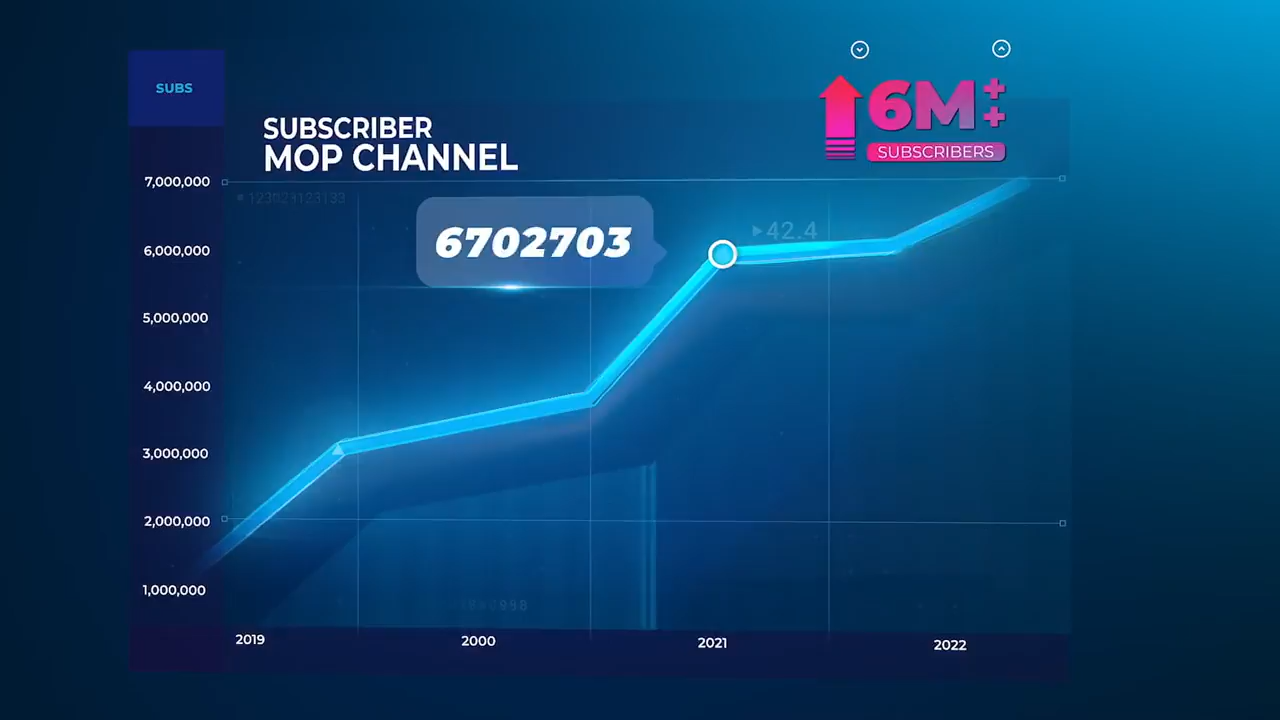 SUBS
SUBSCRIBER
MOP CHANNEL
6M++
SUBSCRIBERS
7,000,000
6702703
42.4
6,000,000
5,000,000
4,000,000
3,000,000
2,000,000
1,000,000
2019
2000
2021
2022